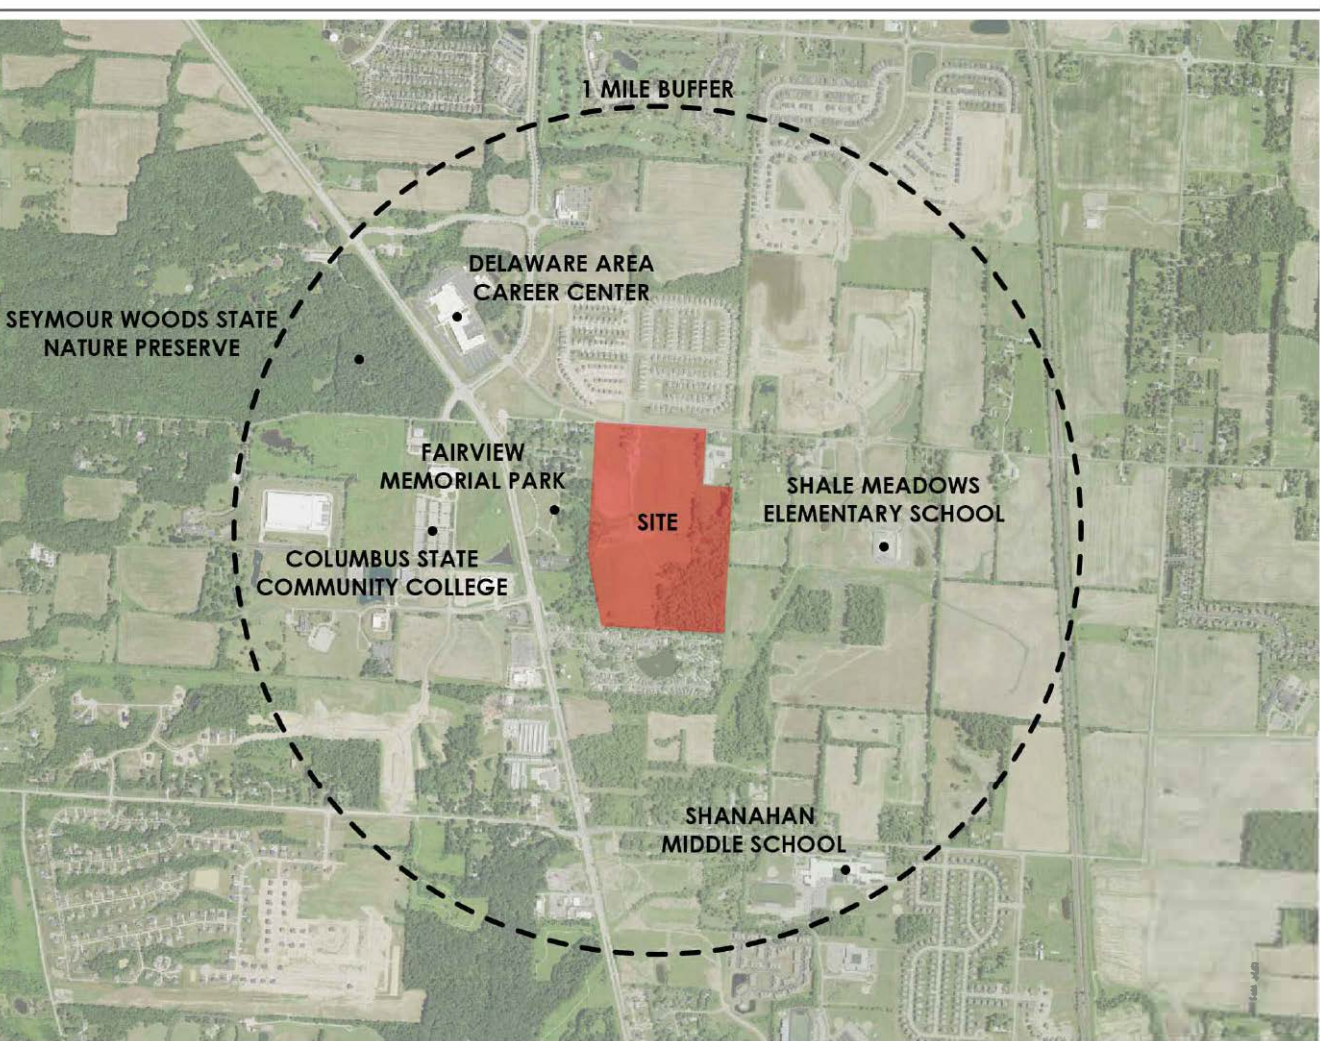 1 MILE BUFFER
DELAWARE AREA
CAREER CENTER
SEYMOUR WOODS STATE
NATURE PRESERVE
FAIRVIEW
MEMORIAL PARK
SHALE MEADOWS
ELEMENTARY SCHOOL
SITE
COLUMBUS STATE
COMMUNITY COLLEGE
SHANAHAN
MIDDLE SCHOOL